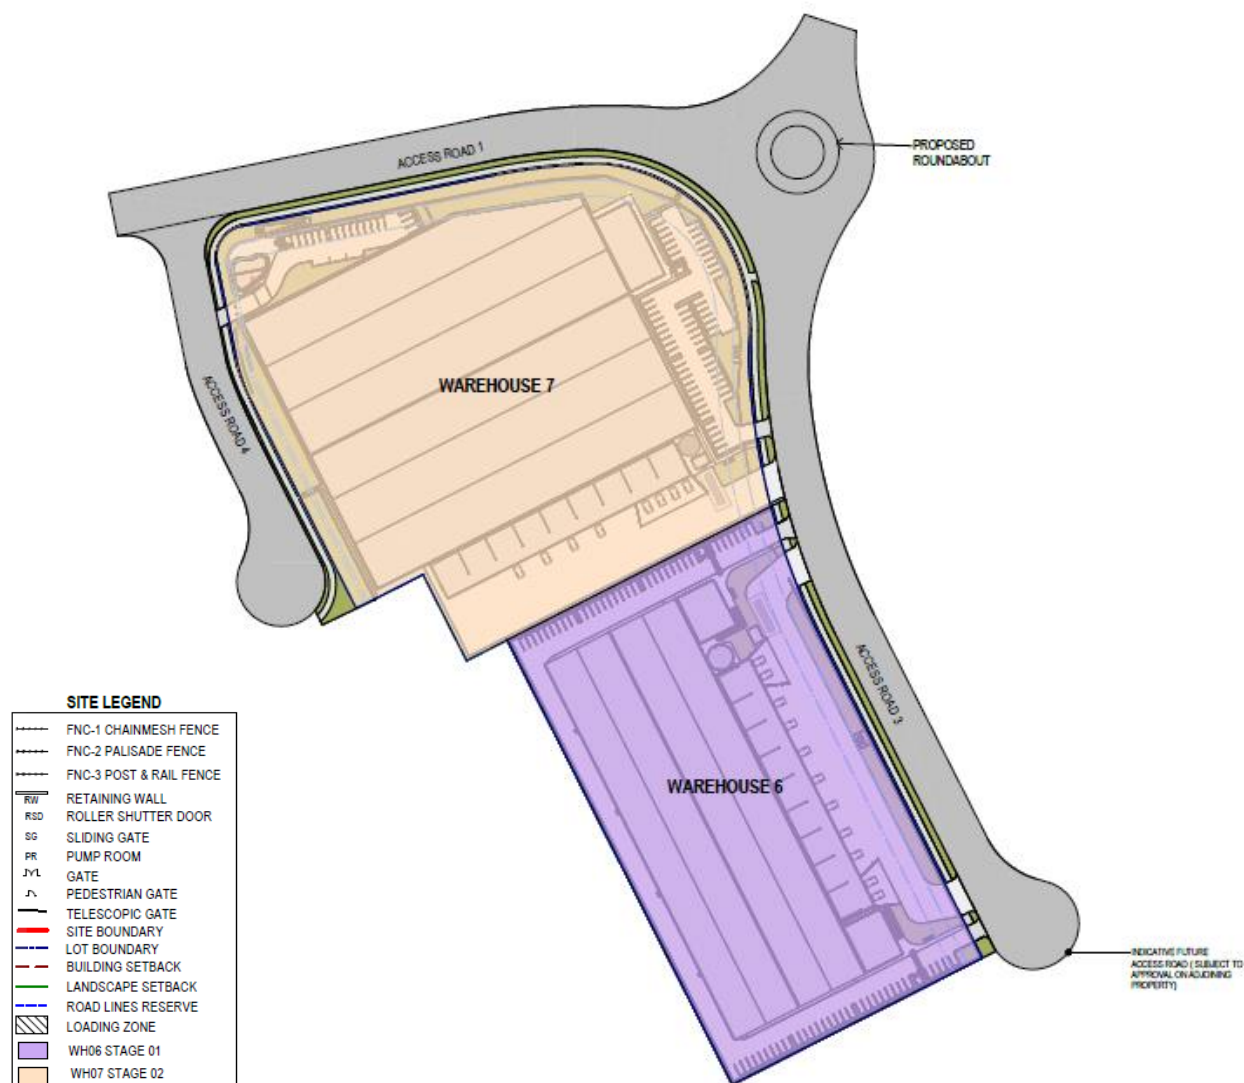 ACCESS ROAD 1
PROPOSED
ROUNDABOUT
WAREHOUSE 7
ACCESS ROAD 4
ACCESS ROAD 3
WAREHOUSE 6
INDICATIVE FUTURE
ACCESS ROAD ( SUBJECT TO
APPROVAL ON ADJOINING
PROPERTY)
SITE LEGEND
FNC-1 CHAINMESH FENCE
FNC-2 PALISADE FENCE
FNC-3 POST & RAIL FENCE
RW RETAINING WALL
RSD ROLLER SHUTTER DOOR
SG SLIDING GATE
PR PUMP ROOM
GATE
PEDESTRIAN GATE
TELESCOPIC GATE
SITE BOUNDARY
LOT BOUNDARY
BUILDING SETBACK
LANDSCAPE SETBACK
ROAD LINES RESERVE
LOADING ZONE
WH06 STAGE 01
WH07 STAGE 02